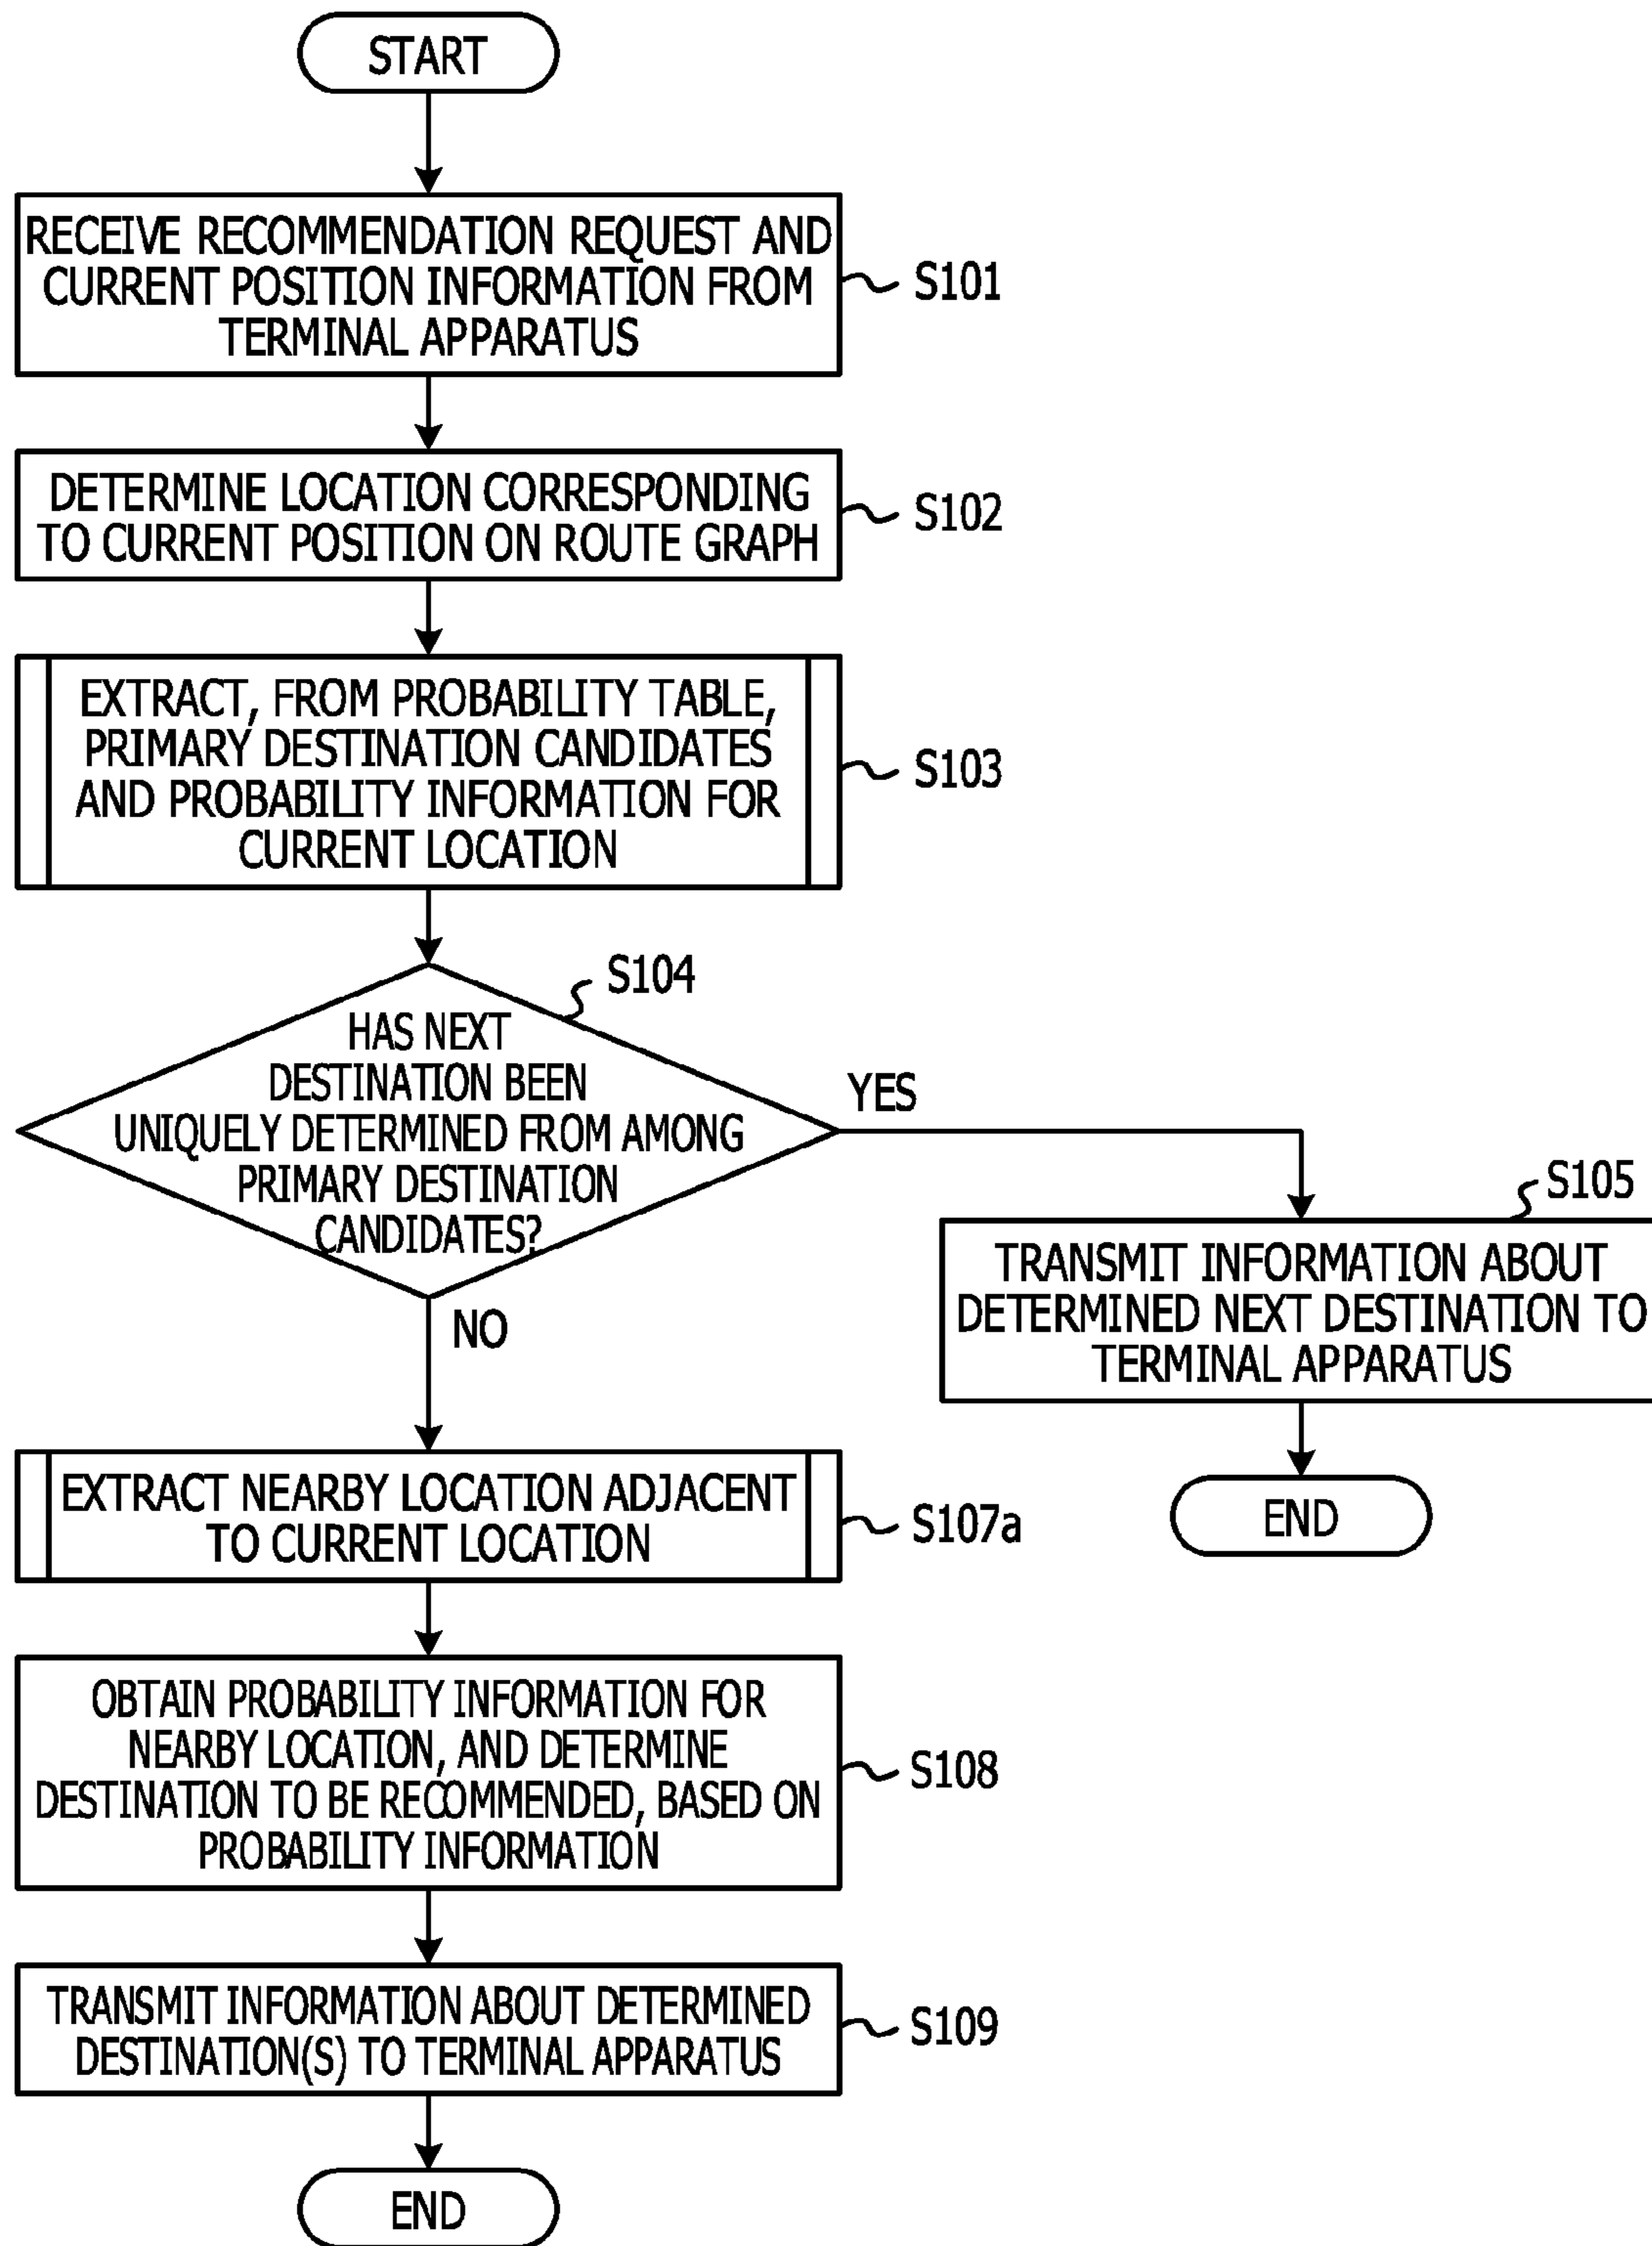 START
RECEIVE RECOMMENDATION REQUEST AND
CURRENT POSITION INFORMATION FROM
TERMINAL APPARATUS
S101
DETERMINE LOCATION CORRESPONDING
TO CURRENT POSITION ON ROUTE GRAPH
S102
EXTRACT, FROM PROBABILITY TABLE,
PRIMARY DESTINATION CANDIDATES
AND PROBABILITY INFORMATION FOR
CURRENT LOCATION
S103
S104
HAS NEXT
DESTINATION BEEN
UNIQUELY DETERMINED FROM AMONG
PRIMARY DESTINATION
CANDIDATES?
YES
S105
TRANSMIT INFORMATION ABOUT
DETERMINED NEXT DESTINATION TO
TERMINAL APPARATUS
END
NO
EXTRACT NEARBY LOCATION ADJACENT
TO CURRENT LOCATION
S107a
OBTAIN PROBABILITY INFORMATION FOR
NEARBY LOCATION, AND DETERMINE
DESTINATION TO BE RECOMMENDED, BASED ON
PROBABILITY INFORMATION
S108
TRANSMIT INFORMATION ABOUT DETERMINED
DESTINATION(S) TO TERMINAL APPARATUS
S109
END